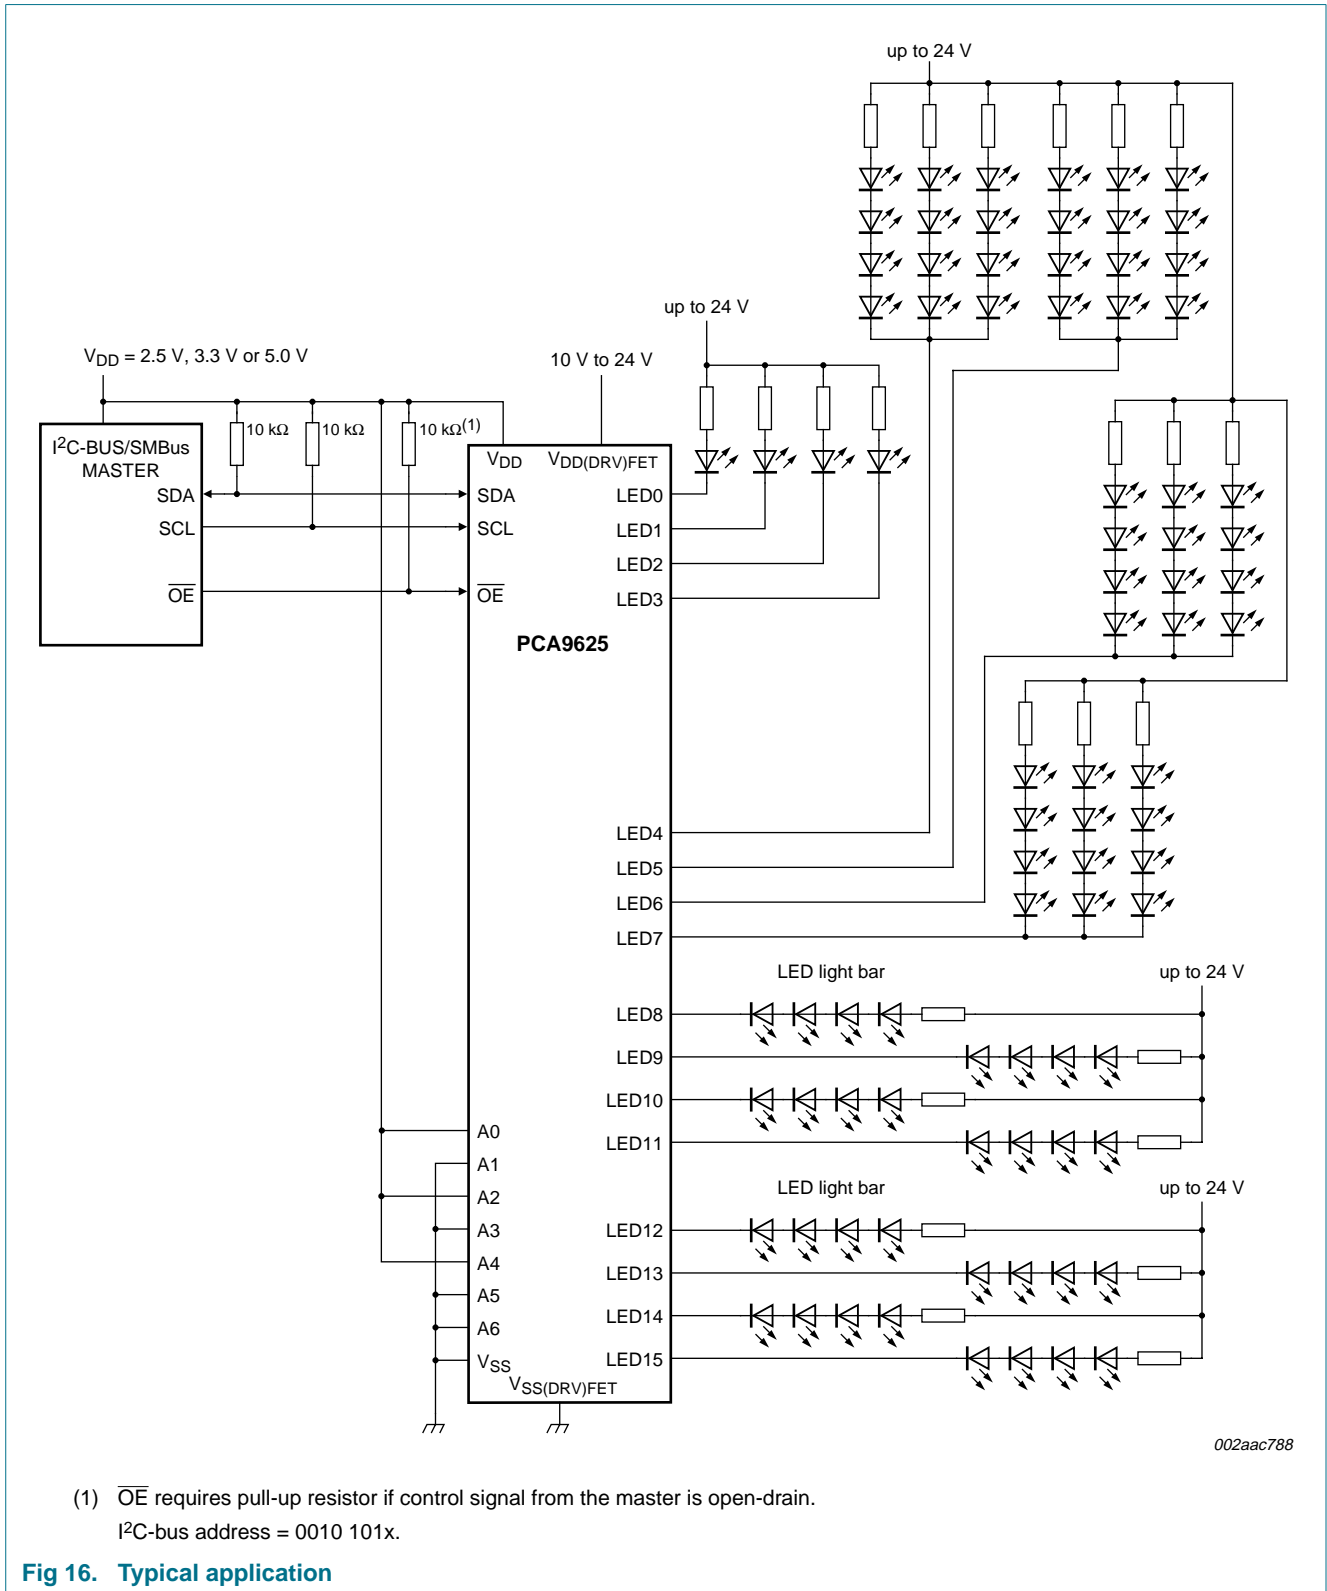 up to 24 V
up to 24 V
V_DD = 2.5 V, 3.3 V or 5.0 V
10 V to 24 V
10 kΩ
10 kΩ
10 kΩ(1)
I2C-BUS/SMBus
MASTER
SDA
SCL
OE
V_DD
V_DD(DRV)FET
SDA
SCL
OE
LED0
LED1
LED2
LED3
PCA9625
LED4
LED5
LED6
LED7
LED light bar
up to 24 V
LED8
LED9
LED10
LED11
A0
A1
A2
A3
A4
A5
A6
V_SS
V_SS(DRV)FET
LED light bar
up to 24 V
LED12
LED13
LED14
LED15
002aac788
(1) OE requires pull-up resistor if control signal from the master is open-drain.
I2C-bus address = 0010 101x.
Fig 16. Typical application